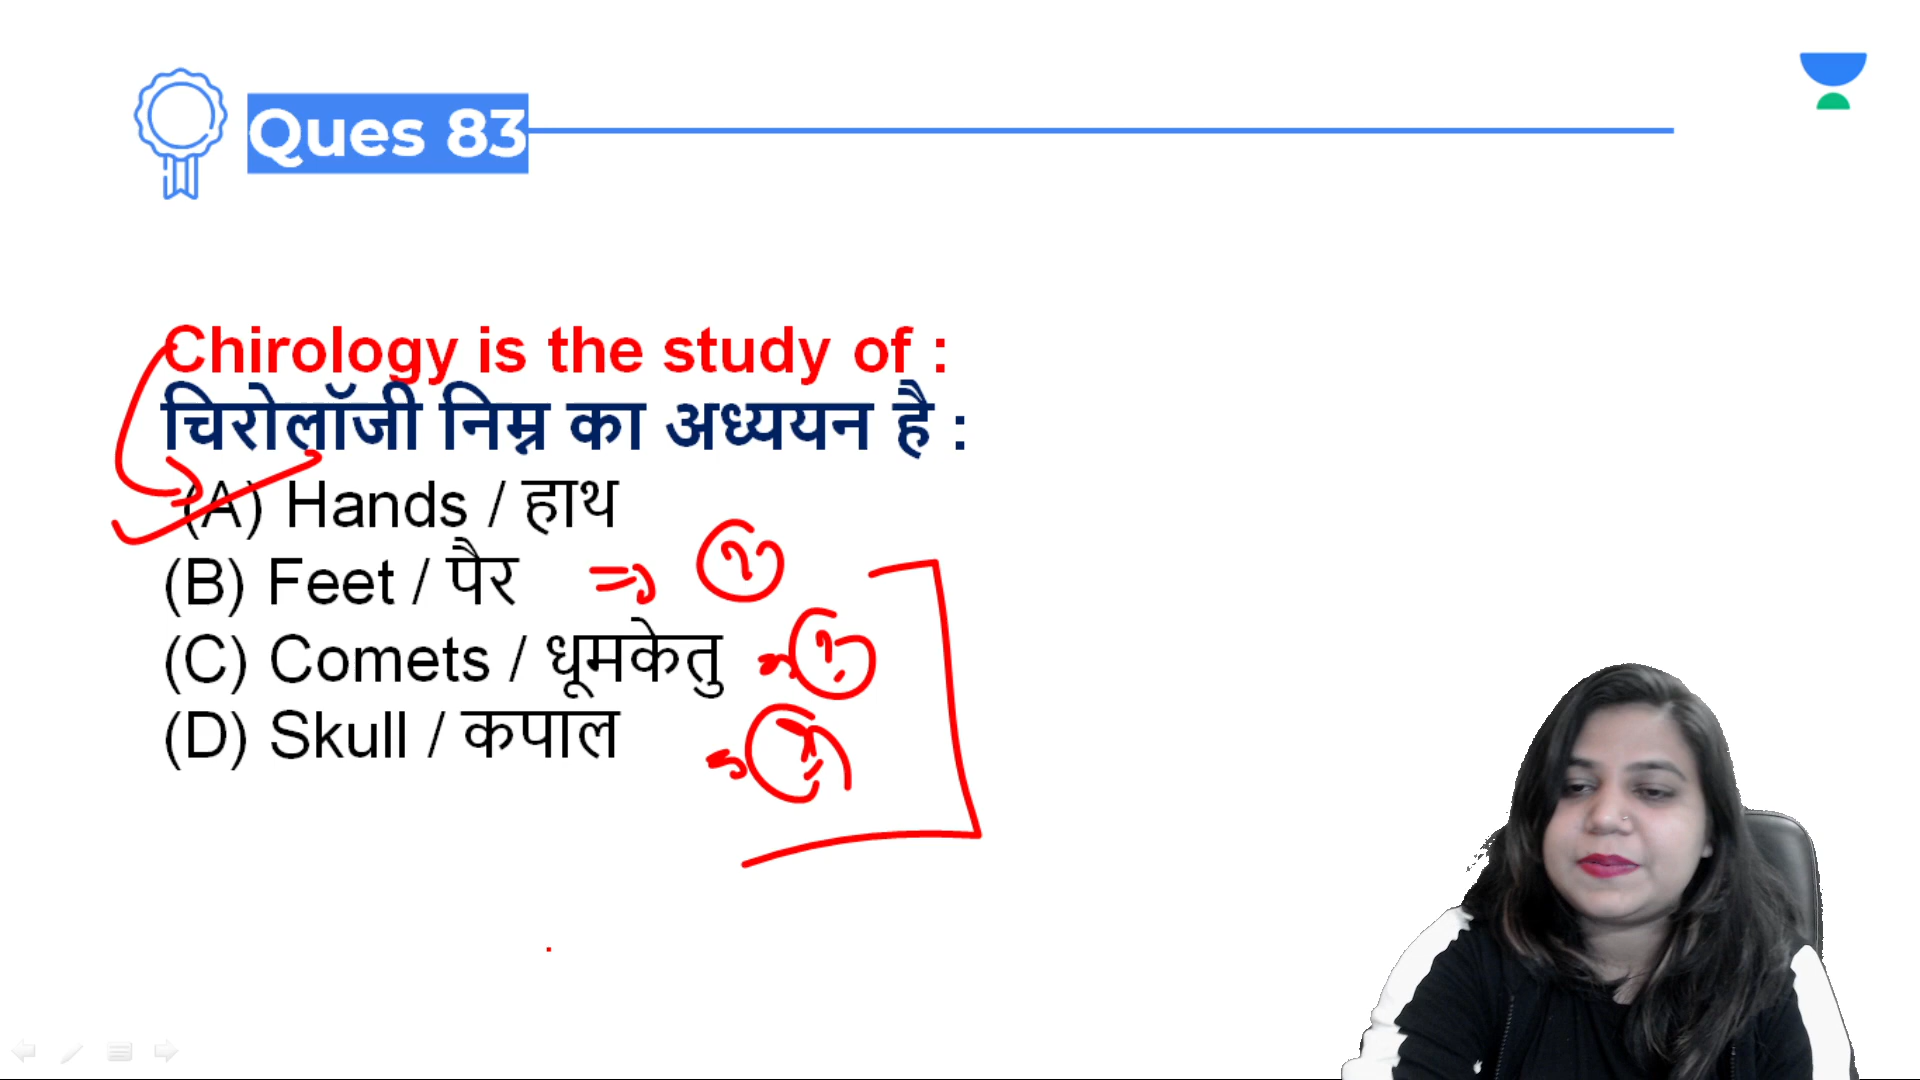 Ques 83
Chirology is the study of :
चिरोलॉजी निम्न का अध्ययन है :
(A) Hands / हाथ
(B) Feet / पैर
(C) Comets / धूमकेतु
(D) Skull / कपाल